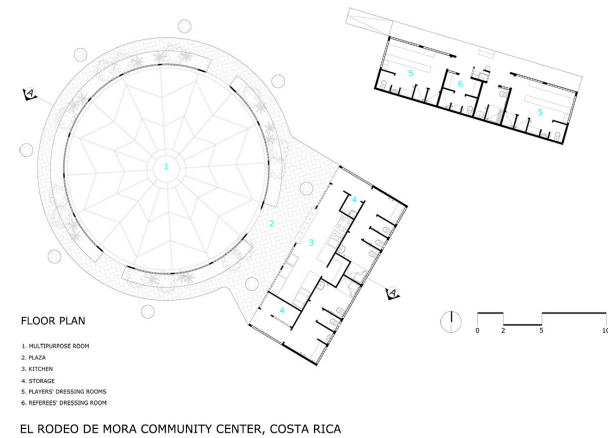 5
6
5
A
1
4
2
3
A
4
FLOOR PLAN
0 2 5 10
1. MULTIPURPOSE ROOM
2. PLAZA
3. KITCHEN
4. STORAGE
5. PLAYERS' DRESSING ROOMS
6. REFEREES' DRESSING ROOM
EL RODEO DE MORA COMMUNITY CENTER, COSTA RICA